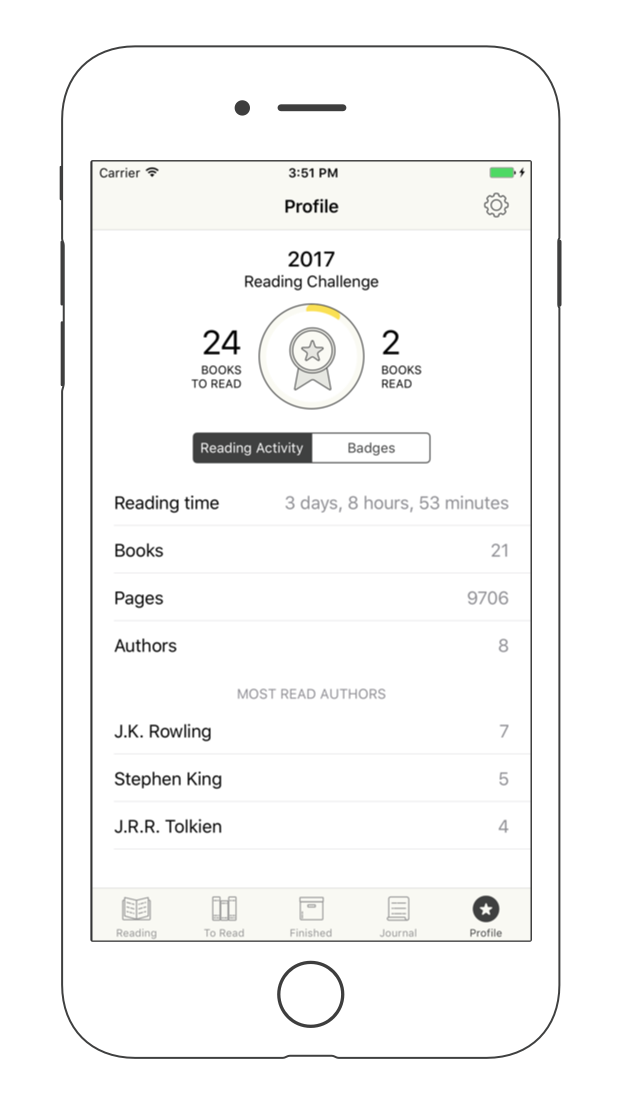 Carrier 3:51 PM
Profile
2017
Reading Challenge
24
BOOKS
TO READ
2
BOOKS
READ
Reading Activity Badges
Reading time 3 days, 8 hours, 53 minutes
Books 21
Pages 9706
Authors 8
MOST READ AUTHORS
J.K. Rowling 7
Stephen King 5
J.R.R. Tolkien 4
Reading To Read Finished Journal Profile